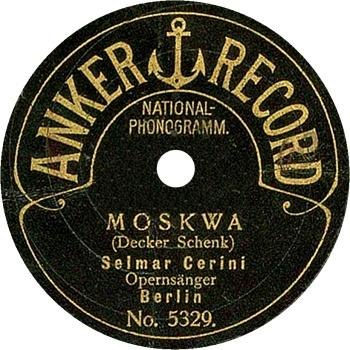 ANKER RECORD
NATIONAL-
PHONOGRAMM.
MOSKWA
(Decker Schenk)
Selmar Cerini
Opernsänger
Berlin
No. 5329.